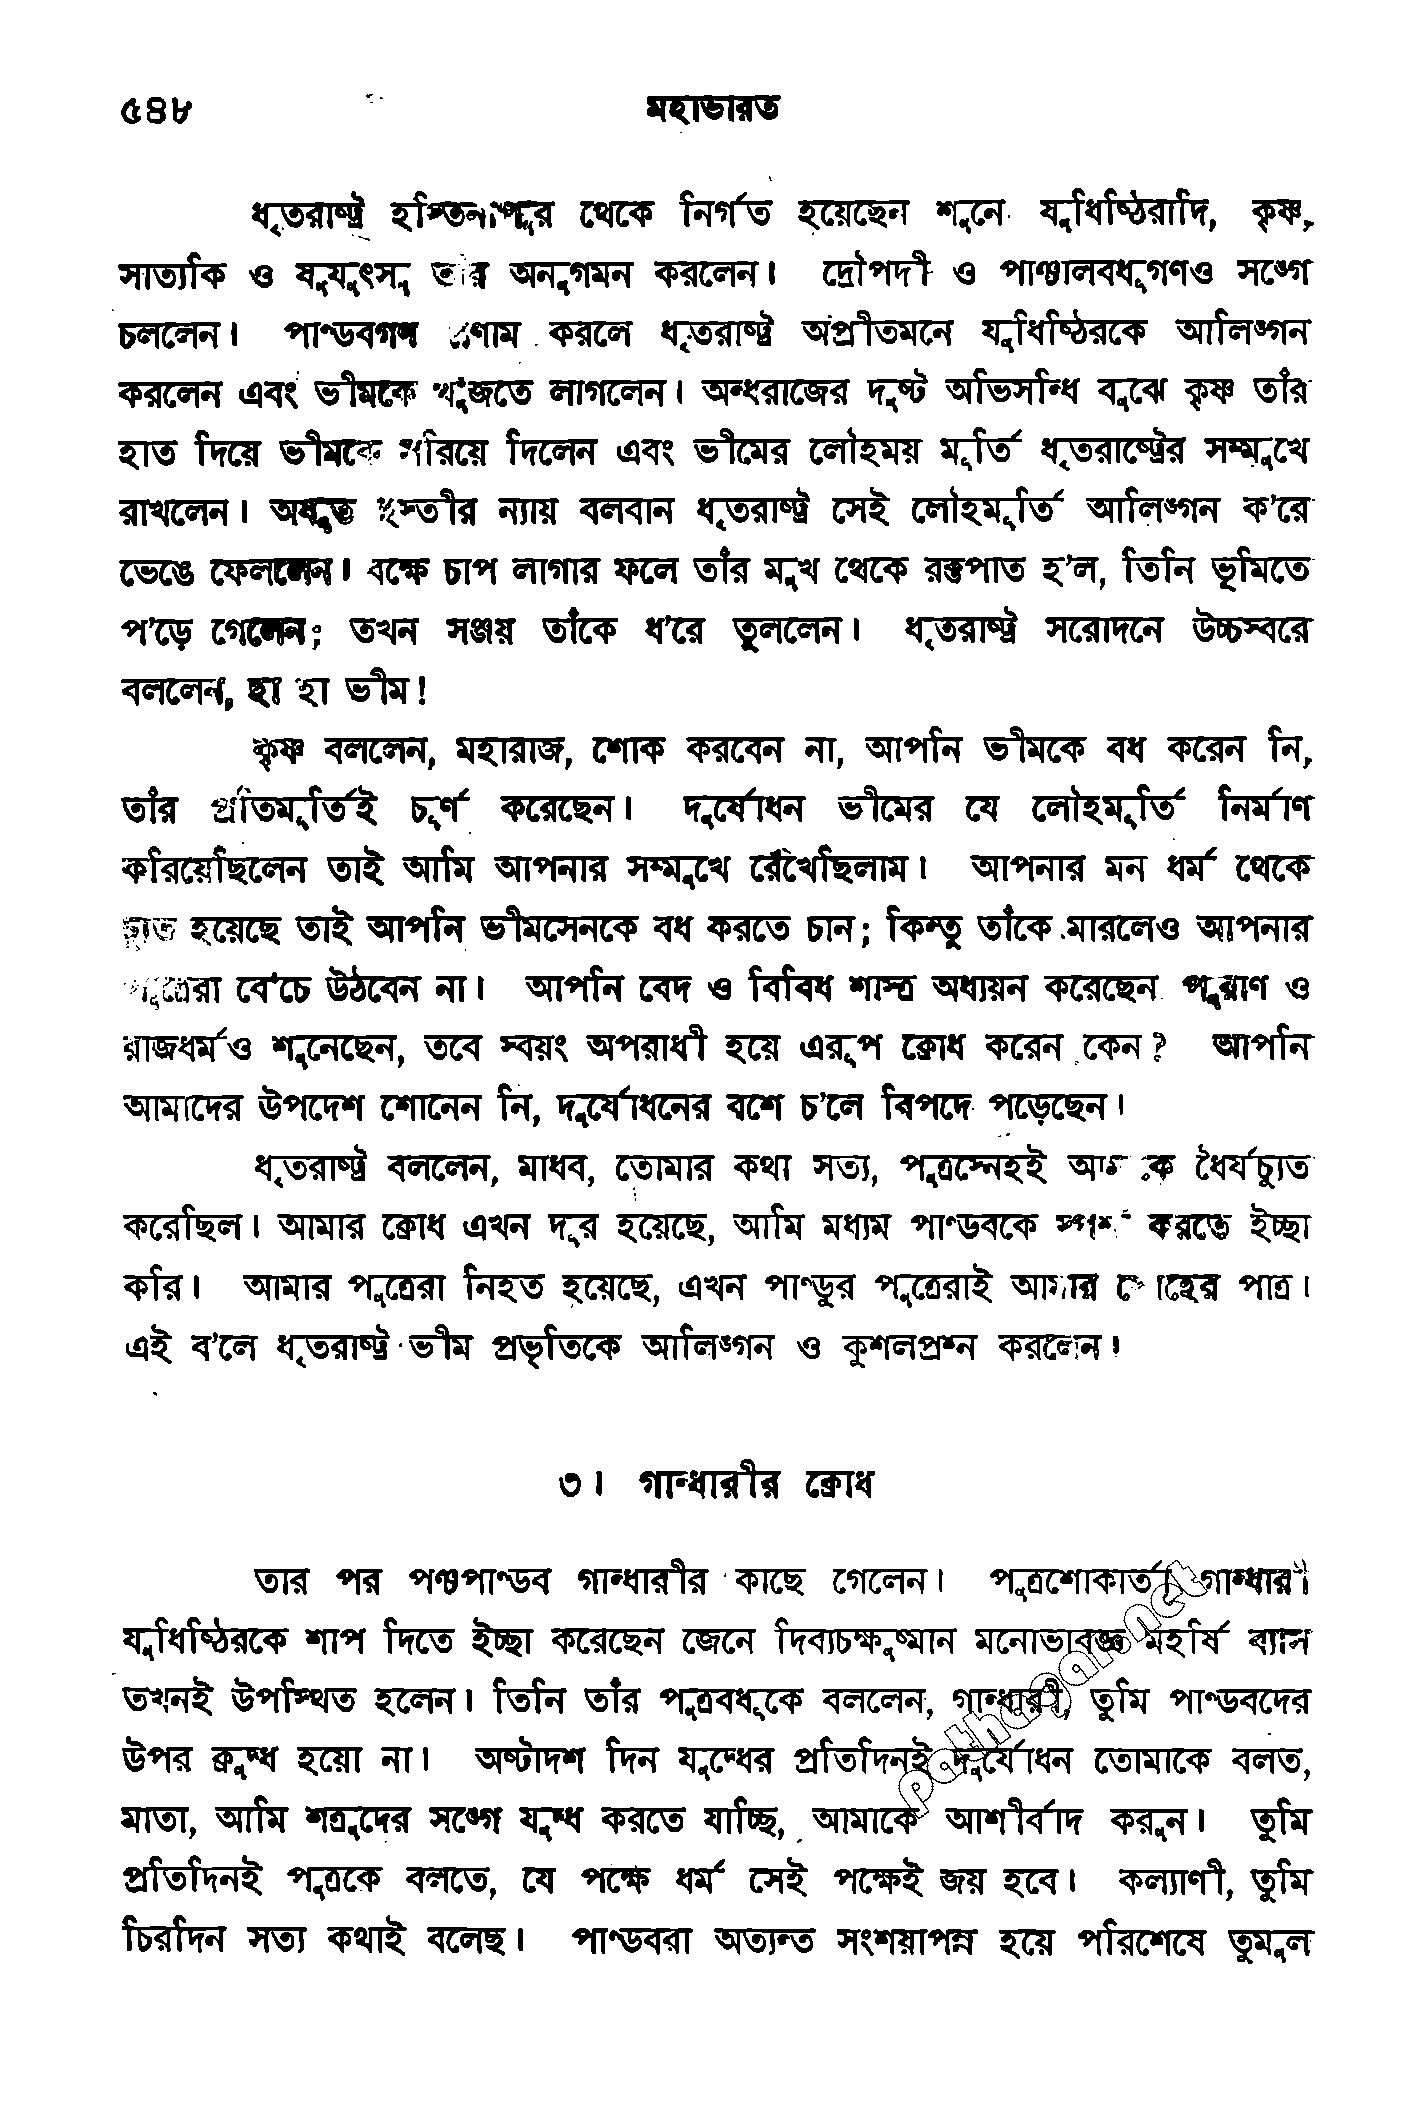 ৫৪৮ মহাভারত
ধৃতরাষ্ট্র হস্তিনাপুর থেকে নির্গত হয়েছেন শুনে যুধিষ্ঠিরাদি, কৃষ্ণ,
সাত্যকি ও যুযুৎসু তাঁর অনুগমন করলেন। দ্রৌপদী ও পাঞ্চালবধূগণও সঙ্গে
চললেন। পাণ্ডবগণ প্রণাম করলে ধৃতরাষ্ট্র অপ্রীতমনে যুধিষ্ঠিরকে আলিঙ্গন
করলেন এবং ভীমকে খুঁজতে লাগলেন। অন্ধরাজের দুষ্ট অভিসন্ধি বুঝে কৃষ্ণ তাঁর
হাত দিয়ে ভীমকে সরিয়ে দিলেন এবং ভীমের লৌহময় মূর্তি ধৃতরাষ্ট্রের সম্মুখে
রাখলেন। অযুত হস্তীর ন্যায় বলবান ধৃতরাষ্ট্র সেই লৌহমূর্তি আলিঙ্গন ক'রে
ভেঙে ফেললেন। বক্ষে চাপ লাগার ফলে তাঁর মুখ থেকে রক্তপাত হ'ল, তিনি ভূমিতে
প'ড়ে গেলেন; তখন সঞ্জয় তাঁকে ধ'রে তুললেন। ধৃতরাষ্ট্র সরোদনে উচ্চস্বরে
বললেন, হা হা ভীম!
কৃষ্ণ বললেন, মহারাজ, শোক করবেন না, আপনি ভীমকে বধ করেন নি,
তাঁর প্রতিমূর্তিই চূর্ণ করেছেন। দুর্যোধন ভীমের যে লৌহমূর্তি নির্মাণ
করিয়েছিলেন তাই আমি আপনার সম্মুখে রেখেছিলাম। আপনার মন ধর্ম থেকে
চ্যুত হয়েছে তাই আপনি ভীমসেনকে বধ করতে চান; কিন্তু তাঁকে মারলেও আপনার
পুত্রেরা বেঁচে উঠবেন না। আপনি বেদ ও বিবিধ শাস্ত্র অধ্যয়ন করেছেন পুরাণ ও
রাজধর্মও শুনেছেন, তবে স্বয়ং অপরাধী হয়ে এরূপ ক্রোধ করেন কেন? আপনি
আমাদের উপদেশ শোনেন নি, দুর্যোধনের বশে চ'লে বিপদে পড়েছেন।
ধৃতরাষ্ট্র বললেন, মাধব, তোমার কথা সত্য, পুত্রস্নেহই আমাকে ধৈর্যচ্যুত
করেছিল। আমার ক্রোধ এখন দূর হয়েছে, আমি মধ্যম পাণ্ডবকে স্পর্শ করতে ইচ্ছা
করি। আমার পুত্রেরা নিহত হয়েছে, এখন পাণ্ডুর পুত্রেরাই আমার স্নেহের পাত্র।
এই ব'লে ধৃতরাষ্ট্র ভীম প্রভৃতিকে আলিঙ্গন ও কুশলপ্রশ্ন করলেন।
৩। গান্ধারীর ক্রোধ
তার পর পঞ্চপাণ্ডব গান্ধারীর কাছে গেলেন। পুত্রশোকার্তা গান্ধারী
যুধিষ্ঠিরকে শাপ দিতে ইচ্ছা করেছেন জেনে দিব্যচক্ষুষ্মান মনোভাবজ্ঞ মহর্ষি ব্যাস
তখনই উপস্থিত হলেন। তিনি তাঁর পুত্রবধূকে বললেন, গান্ধারী, তুমি পাণ্ডবদের
উপর ক্রুদ্ধ হয়ো না। অষ্টাদশ দিন যুদ্ধের প্রতিদিনই দুর্যোধন তোমাকে বলত,
মাতা, আমি শত্রুদের সঙ্গে যুদ্ধ করতে যাচ্ছি, আমাকে আশীর্বাদ করুন। তুমি
প্রতিদিনই পুত্রকে বলতে, যে পক্ষে ধর্ম সেই পক্ষেই জয় হবে। কল্যাণী, তুমি
চিরদিন সত্য কথাই বলেছ। পাণ্ডবরা অত্যন্ত সংশয়াপন্ন হয়ে পরিশেষে তুমুল
pathagar.net